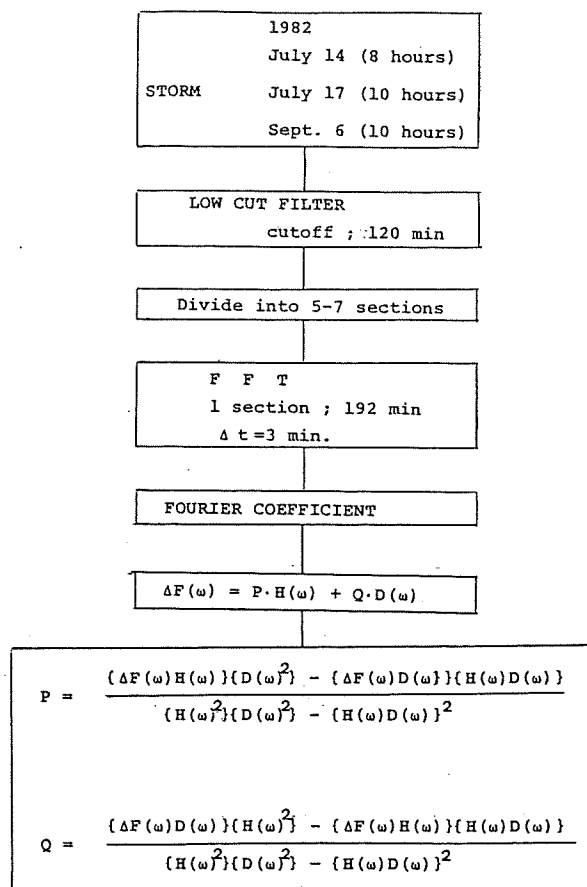 1982
July 14 (8 hours)
STORM July 17 (10 hours)
Sept. 6 (10 hours)
LOW CUT FILTER
cutoff ; 120 min
Divide into 5-7 sections
F F T
1 section ; 192 min
Δ t=3 min.
FOURIER COEFFICIENT
ΔF(ω) = P·H(ω) + Q·D(ω)
P = {ΔF(ω)H(ω)}{D(ω)²} - {ΔF(ω)D(ω)}{H(ω)D(ω)}
{H(ω)²}{D(ω)²} - {H(ω)D(ω)}²
Q = {ΔF(ω)D(ω)}{H(ω)²} - {ΔF(ω)H(ω)}{H(ω)D(ω)}
{H(ω)²}{D(ω)²} - {H(ω)D(ω)}²